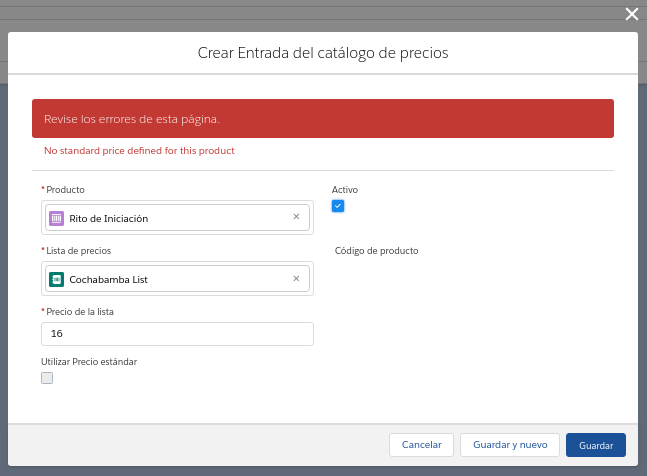 Crear Entrada del catálogo de precios
Revise los errores de esta página.
No standard price defined for this product
* Producto
Activo
Rito de Iniciación
* Lista de precios
Código de producto
Cochabamba List
* Precio de la lista
16
Utilizar Precio estándar
Cancelar
Guardar y nuevo
Guardar